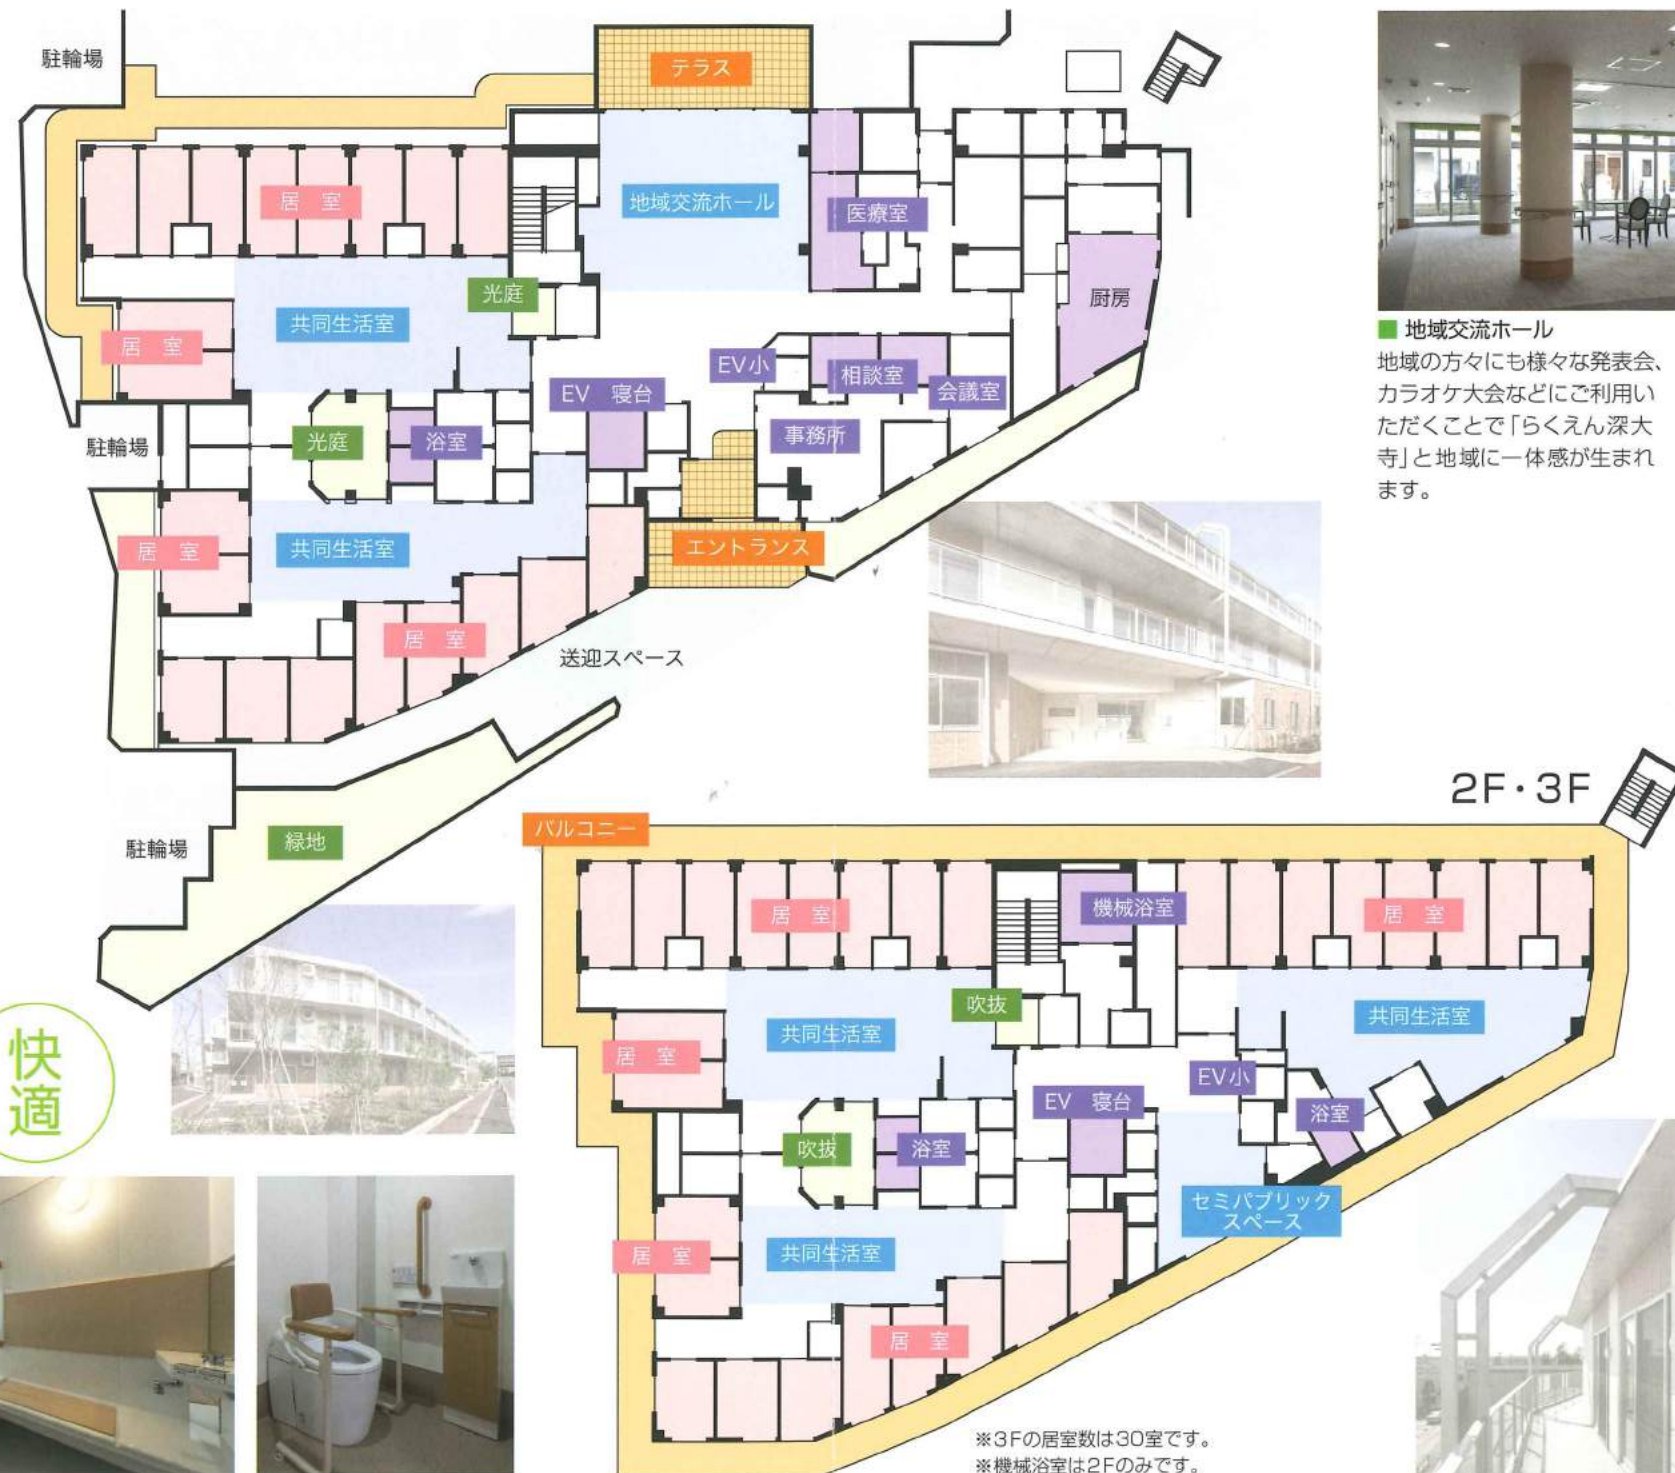 駐輪場
テラス
居 室
地域交流ホール
医療室
光庭
厨房
共同生活室
居 室
EV小
相談室
会議室
EV 寝台
事務所
駐輪場
光庭
浴室
居 室
共同生活室
エントランス
居 室
送迎スペース
駐輪場
緑地
■ 地域交流ホール
地域の方々にも様々な発表会、
カラオケ大会などにご利用い
ただくことで「らくえん深大
寺」と地域に一体感が生まれ
ます。
2F・3F
バルコニー
居 室
機械浴室
居 室
吹抜
共同生活室
共同生活室
居 室
EV小
EV 寝台
浴室
吹抜
浴室
セミパブリック
スペース
居 室
共同生活室
居 室
※3Fの居室数は30室です。
※機械浴室は2Fのみです。
快
適